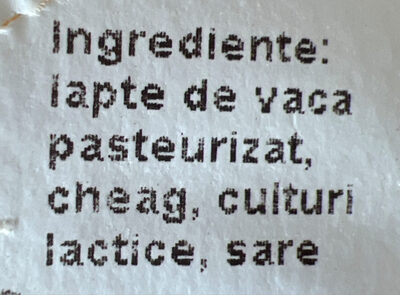 Ingrediente:
lapte de vaca
pasteurizat,
cheag, culturi
lactice, sare